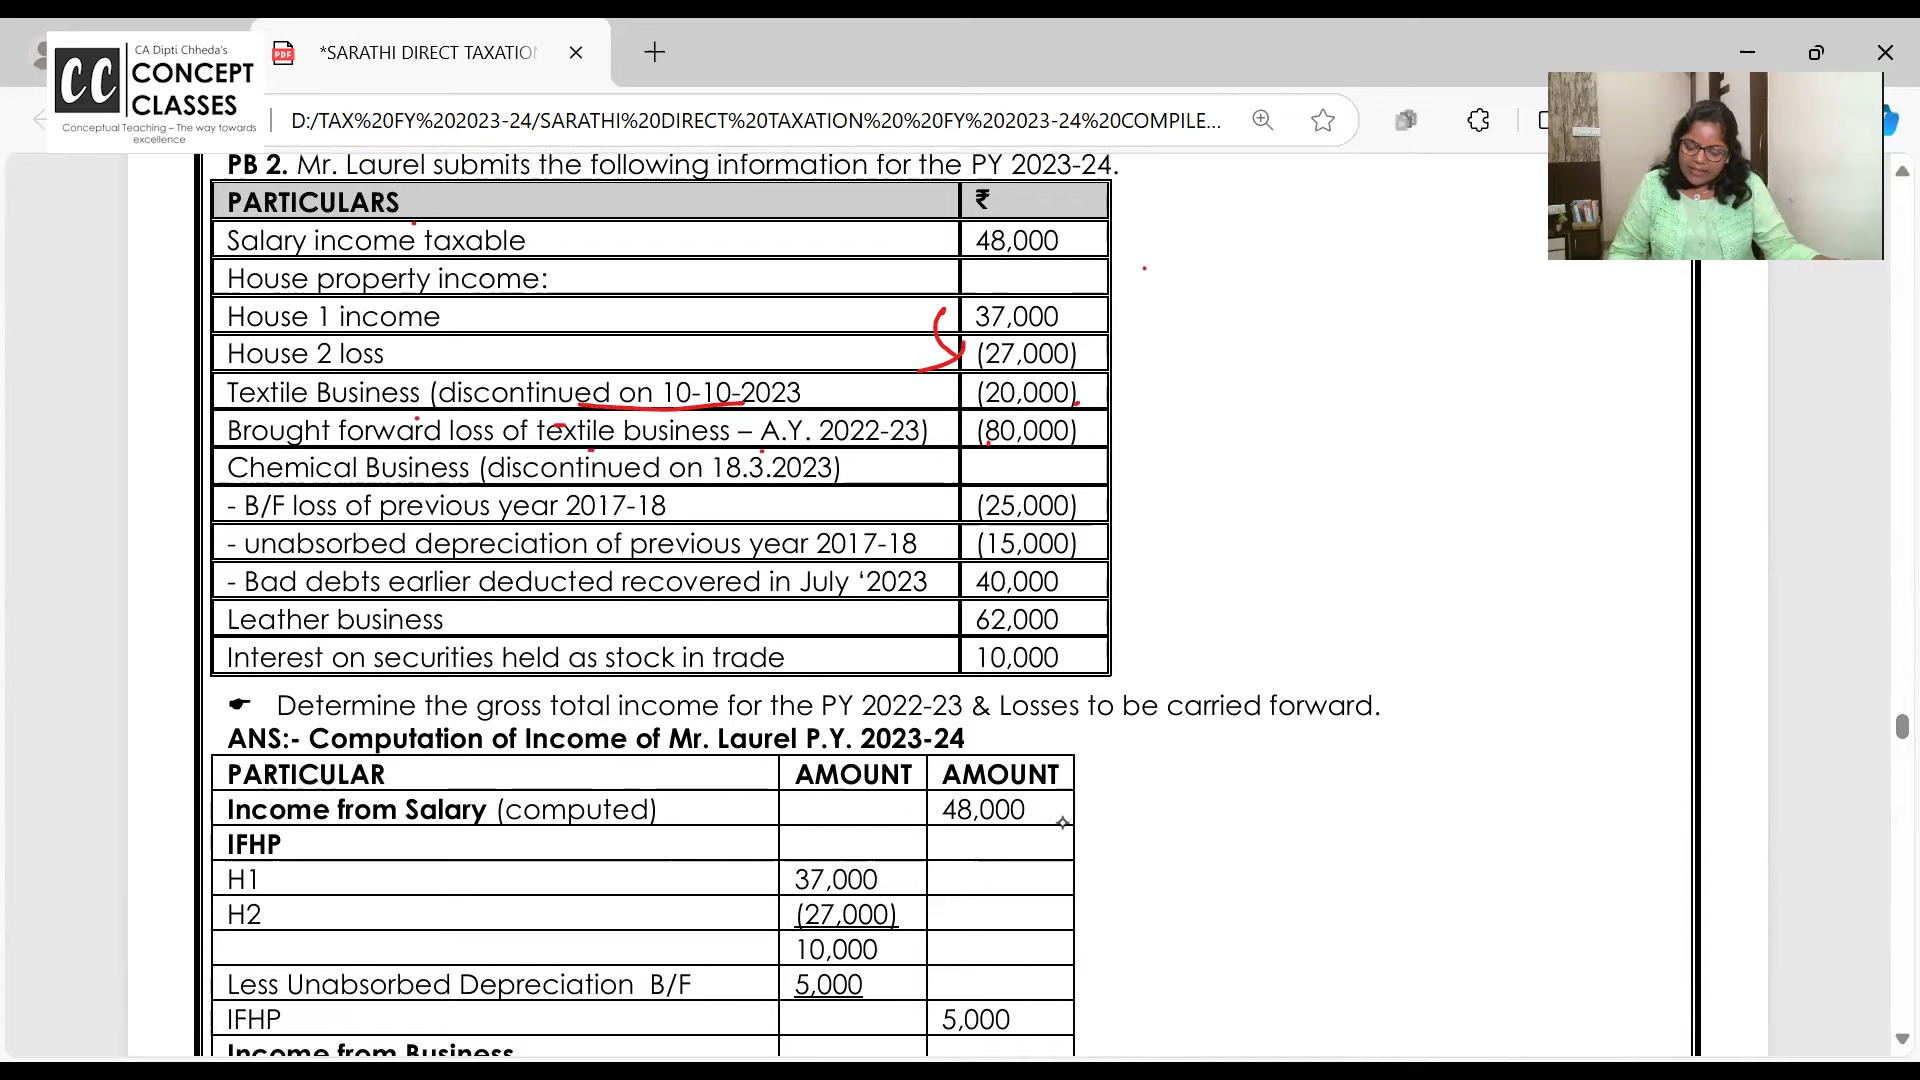 CC
CA Dipti Chheda's
CONCEPT
CLASSES
Conceptual Teaching – The way towards
excellence
PDF
*SARATHI DIRECT TAXATIO
D:/TAX%20FY%202023-24/SARATHI%20DIRECT%20TAXATION%20%20FY%202023-24%20COMPILE...
PB 2. Mr. Laurel submits the following information for the PY 2023-24.
PARTICULARS ₹
Salary income taxable 48,000
House property income:
House 1 income 37,000
House 2 loss (27,000)
Textile Business (discontinued on 10-10-2023 (20,000)
Brought forward loss of textile business – A.Y. 2022-23) (80,000)
Chemical Business (discontinued on 18.3.2023)
- B/F loss of previous year 2017-18 (25,000)
- unabsorbed depreciation of previous year 2017-18 (15,000)
- Bad debts earlier deducted recovered in July ‘2023 40,000
Leather business 62,000
Interest on securities held as stock in trade 10,000
☛ Determine the gross total income for the PY 2022-23 & Losses to be carried forward.
ANS:- Computation of Income of Mr. Laurel P.Y. 2023-24
PARTICULAR AMOUNT AMOUNT
Income from Salary (computed) 48,000
IFHP
H1 37,000
H2 (27,000)
10,000
Less Unabsorbed Depreciation B/F 5,000
IFHP 5,000
Income from Business